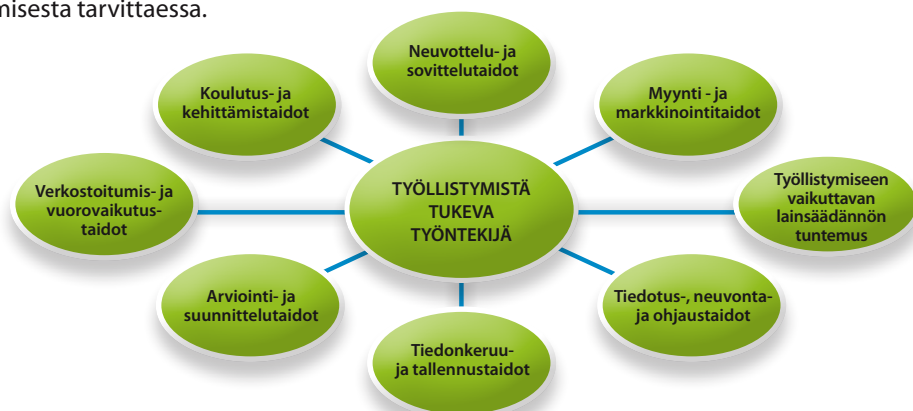 misesta tarvittaessa.
Neuvottelu- ja
sovittelutaidot
Koulutus- ja
kehittämistaidot
Myynti - ja
markkinointitaidot
Verkostoitumis- ja
vuorovaikutus-
taidot
TYÖLLISTYMISTÄ
TUKEVA
TYÖNTEKIJÄ
Työllistymiseen
vaikuttavan
lainsäädännön
tuntemus
Arviointi- ja
suunnittelutaidot
Tiedotus-, neuvonta-
ja ohjaustaidot
Tiedonkeruu-
ja tallennustaidot